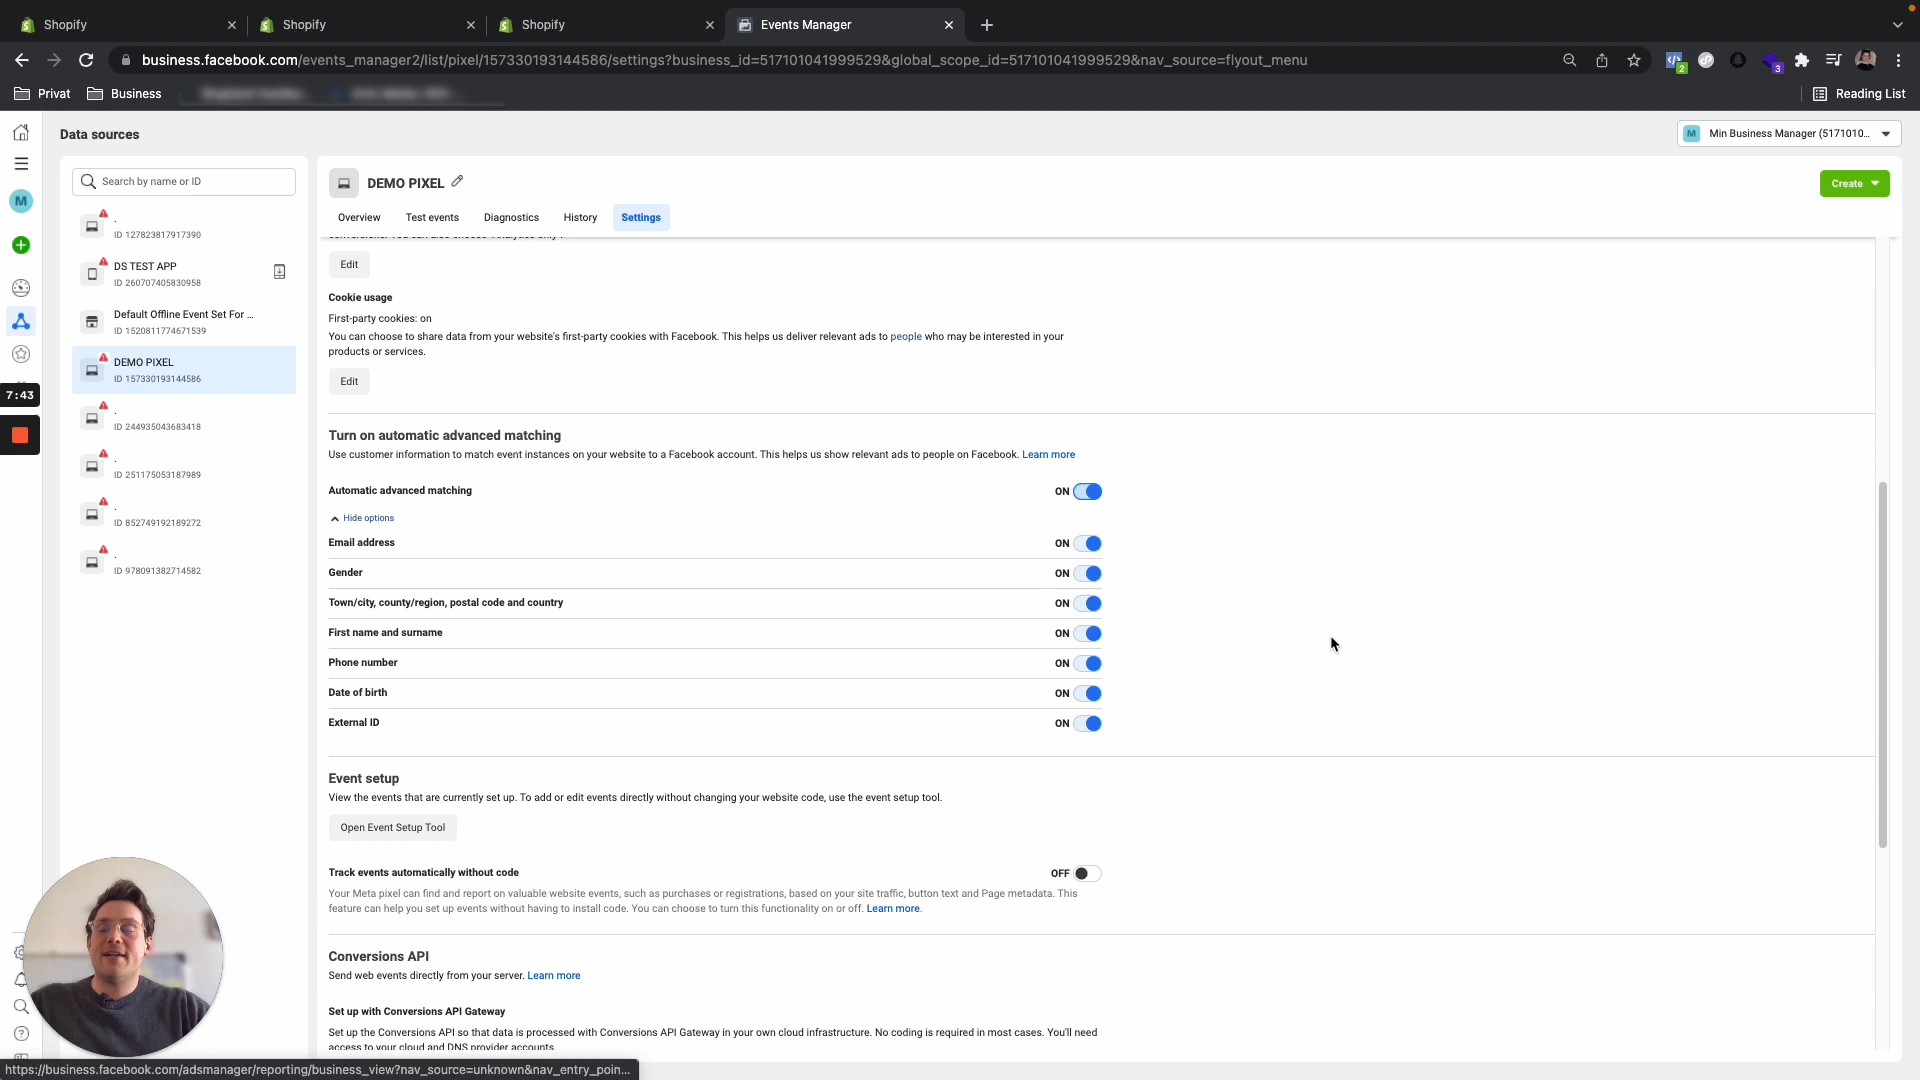 Shopify
Shopify
Shopify
Events Manager
business.facebook.com/events_manager2/list/pixel/157330193144586/settings?business_id=517101041999529&global_scope_id=517101041999529&nav_source=flyout_menu
2
3
Privat
Business
Reading List
Data sources
M
Min Business Manager (5171010...
Search by name or ID
M
.
ID 127823817917390
DS TEST APP
ID 260707405830958
Default Offline Event Set For ...
ID 1520811774671539
DEMO PIXEL
ID 157330193144586
.
ID 244935043683418
.
ID 251175053187989
.
ID 852749192189272
.
ID 978091382714582
7:43
DEMO PIXEL
Create
Overview
Test events
Diagnostics
History
Settings
conversions. You can also choose 'Analytics only'.
Edit
Cookie usage
First-party cookies: on
You can choose to share data from your website's first-party cookies with Facebook. This helps us deliver relevant ads to people who may be interested in your
products or services.
Edit
Turn on automatic advanced matching
Use customer information to match event instances on your website to a Facebook account. This helps us show relevant ads to people on Facebook. Learn more
Automatic advanced matching
ON
Hide options
Email address
ON
Gender
ON
Town/city, county/region, postal code and country
ON
First name and surname
ON
Phone number
ON
Date of birth
ON
External ID
ON
Event setup
View the events that are currently set up. To add or edit events directly without changing your website code, use the event setup tool.
Open Event Setup Tool
Track events automatically without code
OFF
Your Meta pixel can find and report on valuable website events, such as purchases or registrations, based on your site traffic, button text and Page metadata. This
feature can help you set up events without having to install code. You can choose to turn this functionality on or off. Learn more.
Conversions API
Send web events directly from your server. Learn more
Set up with Conversions API Gateway
Set up the Conversions API so that data is processed with Conversions API Gateway in your own cloud infrastructure. No coding is required in most cases. You'll need
access to your cloud and DNS provider accounts.
https://business.facebook.com/adsmanager/reporting/business_view?nav_source=unknown&nav_entry_poin...